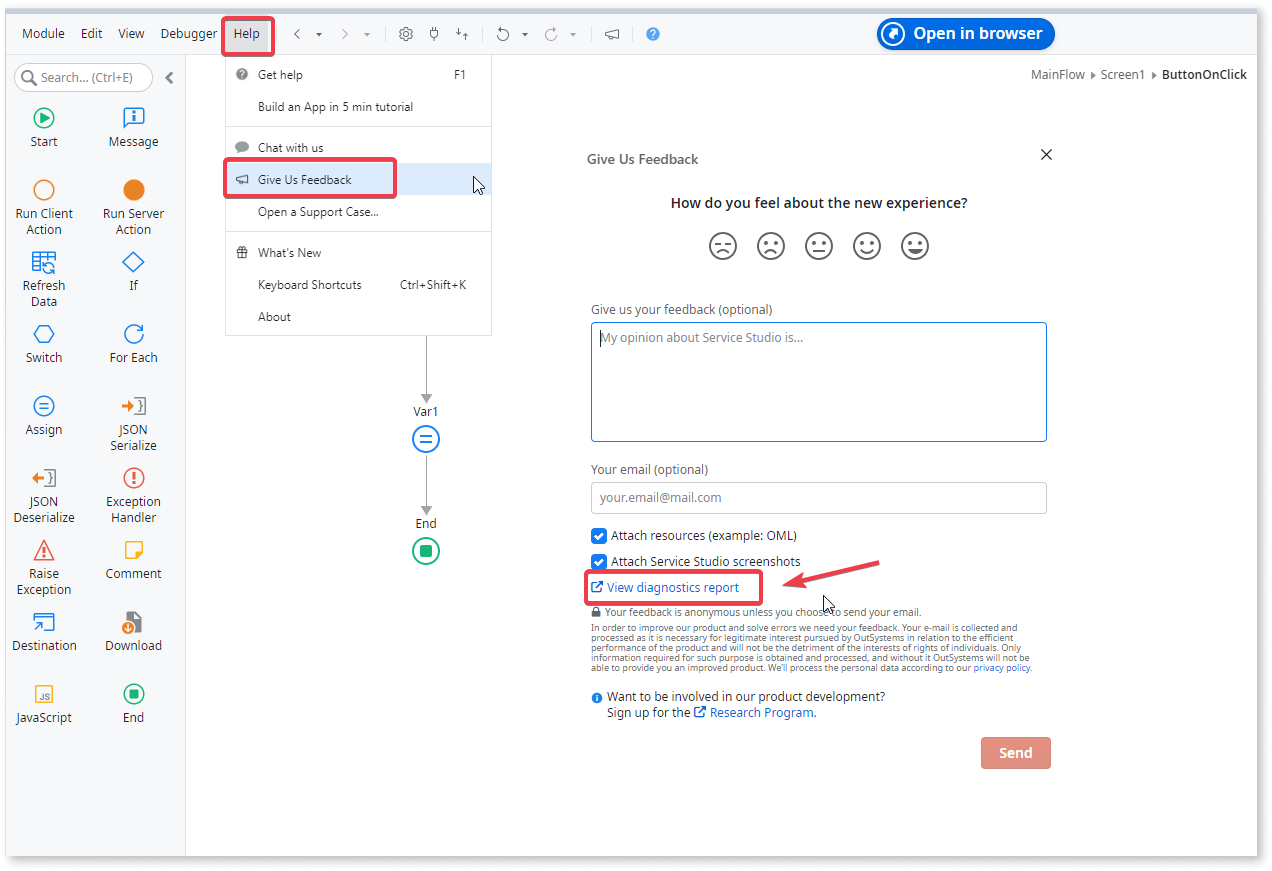 Module Edit View Debugger Help
Open in browser
Search... (Ctrl+E)
MainFlow Screen1 ButtonOnClick
Start
Message
Run Client
Action
Run Server
Action
Refresh
Data
If
Switch
For Each
Assign
JSON
Serialize
JSON
Deserialize
Exception
Handler
Raise
Exception
Comment
Destination
Download
JS
JavaScript
End
Get help F1
Build an App in 5 min tutorial
Chat with us
Give Us Feedback
Open a Support Case...
What's New
Keyboard Shortcuts Ctrl+Shift+K
About
Var1
End
Give Us Feedback
How do you feel about the new experience?
Give us your feedback (optional)
My opinion about Service Studio is...
Your email (optional)
your.email@mail.com
Attach resources (example: OML)
Attach Service Studio screenshots
View diagnostics report
Your feedback is anonymous unless you choose to send your email.
In order to improve our product and solve errors we need your feedback. Your e-mail is collected and
processed as it is necessary for legitimate interest pursued by OutSystems in relation to the efficient
performance of the product and will not be the detriment of the interests of rights of individuals. Only
information required for such purpose is obtained and processed, and without it OutSystems will not be
able to provide you an improved product. We'll process the personal data according to our privacy policy.
Want to be involved in our product development?
Sign up for the Research Program.
Send